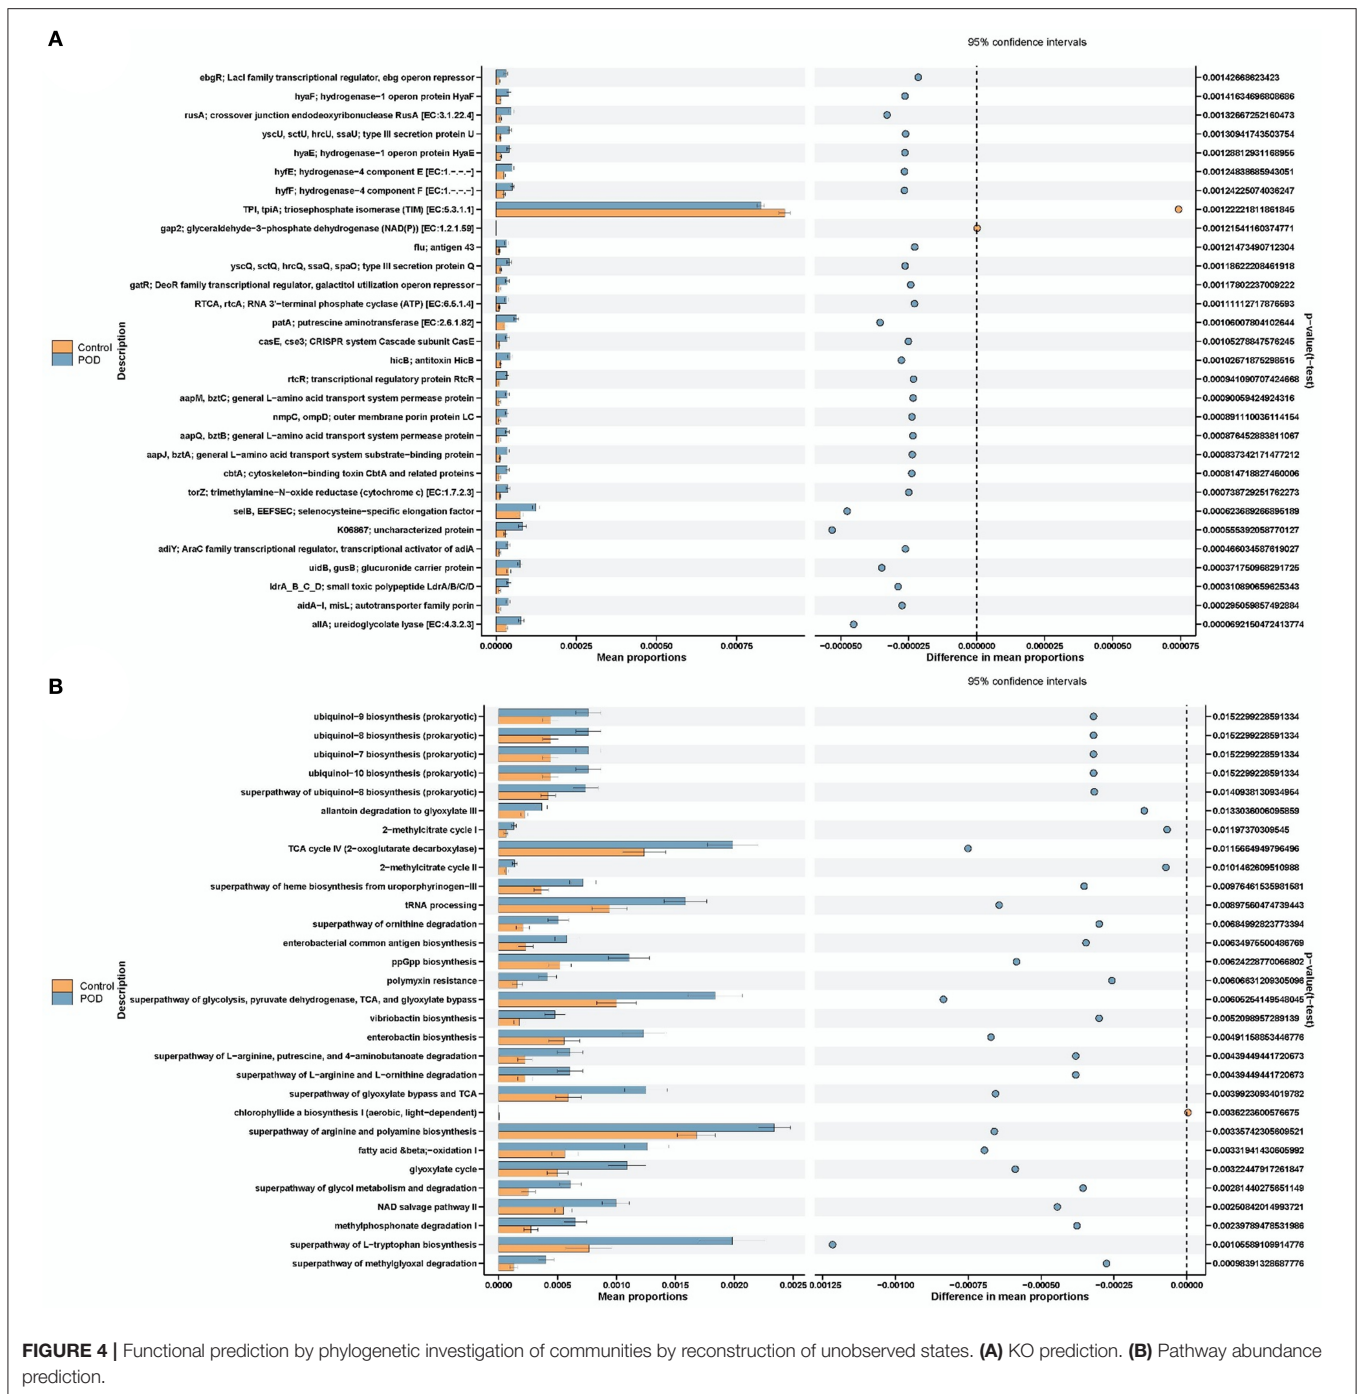 A
95% confidence intervals
ebgR; LacI family transcriptional regulator, ebg operon repressor 0.00142668623423
hyaF; hydrogenase−1 operon protein HyaF 0.00141634696808686
rusA; crossover junction endodeoxyribonuclease RusA [EC:3.1.22.4] 0.00132667252160473
yscU, sctU, hrcU, ssaU; type III secretion protein U 0.00130941743503754
hyaE; hydrogenase−1 operon protein HyaE 0.00128812931168955
hyfE; hydrogenase−4 component E [EC:1.−.−.−] 0.00124838685943051
hyfF; hydrogenase−4 component F [EC:1.−.−.−] 0.00124225074036247
TPI, tpiA; triosephosphate isomerase (TIM) [EC:5.3.1.1] 0.00122221811861845
gap2; glyceraldehyde−3−phosphate dehydrogenase (NAD(P)) [EC:1.2.1.59] 0.00121541160374771
flu; antigen 43 0.00121473490712304
yscQ, sctQ, hrcQ, ssaQ, spaO; type III secretion protein Q 0.00118622208461918
gatR; DeoR family transcriptional regulator, galactitol utilization operon repressor 0.00117802237009222
RTCA, rtcA; RNA 3'−terminal phosphate cyclase (ATP) [EC:6.5.1.4] 0.00111112717876593
patA; putrescine aminotransferase [EC:2.6.1.82] 0.00106007804102644
casE, cse3; CRISPR system Cascade subunit CasE 0.00105278847576245
hicB; antitoxin HicB 0.00102671875298515
rtcR; transcriptional regulatory protein RtcR 0.000941090707424668
aapM, bztC; general L−amino acid transport system permease protein 0.00090059424924316
nmpC, ompD; outer membrane porin protein LC 0.000891110036114154
aapQ, bztB; general L−amino acid transport system permease protein 0.000876452883811067
aapJ, bztA; general L−amino acid transport system substrate−binding protein 0.000837342171477212
cbtA; cytoskeleton−binding toxin CbtA and related proteins 0.000814718827460006
torZ; trimethylamine−N−oxide reductase (cytochrome c) [EC:1.7.2.3] 0.000738729251762273
selB, EEFSEC; selenocysteine−specific elongation factor 0.000623689266895189
K06867; uncharacterized protein 0.000555392058770127
adiY; AraC family transcriptional regulator, transcriptional activator of adiA 0.000466034587619027
uidB, gusB; glucuronide carrier protein 0.000371750968291725
ldrA_B_C_D; small toxic polypeptide LdrA/B/C/D 0.000310890659625343
aidA−I, misL; autotransporter family porin 0.000295059857492884
allA; ureidoglycolate lyase [EC:4.3.2.3] 0.0000692150472413774
Control
POD
Description
p−value(t−test)
0.00000 0.00025 0.00050 0.00075 −0.000050 −0.000025 0.000000 0.000025 0.000050 0.000075
Mean proportions Difference in mean proportions
B
95% confidence intervals
ubiquinol−9 biosynthesis (prokaryotic) 0.0152299228591334
ubiquinol−8 biosynthesis (prokaryotic) 0.0152299228591334
ubiquinol−7 biosynthesis (prokaryotic) 0.0152299228591334
ubiquinol−10 biosynthesis (prokaryotic) 0.0152299228591334
superpathway of ubiquinol−8 biosynthesis (prokaryotic) 0.0140938130934954
allantoin degradation to glyoxylate III 0.0133036006095859
2−methylcitrate cycle I 0.01197370309545
TCA cycle IV (2−oxoglutarate decarboxylase) 0.0115664949796496
2−methylcitrate cycle II 0.0101462609510988
superpathway of heme biosynthesis from uroporphyrinogen−III 0.00976461535981581
tRNA processing 0.00897560474739443
superpathway of ornithine degradation 0.00684992823773394
enterobacterial common antigen biosynthesis 0.00634975500486769
ppGpp biosynthesis 0.00624228770066802
polymyxin resistance 0.00606631209305096
superpathway of glycolysis, pyruvate dehydrogenase, TCA, and glyoxylate bypass 0.00605254149548045
vibriobactin biosynthesis 0.0052098957289139
enterobactin biosynthesis 0.00491158853446776
superpathway of L−arginine, putrescine, and 4−aminobutanoate degradation 0.00439449441720673
superpathway of L−arginine and L−ornithine degradation 0.00439449441720673
superpathway of glyoxylate bypass and TCA 0.00399230934019782
chlorophyllide a biosynthesis I (aerobic, light−dependent) 0.0036223600576675
superpathway of arginine and polyamine biosynthesis 0.00335742305609521
fatty acid &beta;−oxidation I 0.00331941430605992
glyoxylate cycle 0.00322447917261847
superpathway of glycol metabolism and degradation 0.00281440275651149
NAD salvage pathway II 0.00250842014993721
methylphosphonate degradation I 0.00239789478531986
superpathway of L−tryptophan biosynthesis 0.00105589109914776
superpathway of methylglyoxal degradation 0.00098391328687776
Control
POD
Description
p−value(t−test)
0.0000 0.0005 0.0010 0.0015 0.0020 0.0025 0.00125 −0.00100 −0.00075 −0.00050 −0.00025 0.00000
Mean proportions Difference in mean proportions
FIGURE 4 | Functional prediction by phylogenetic investigation of communities by reconstruction of unobserved states. (A) KO prediction. (B) Pathway abundance
prediction.